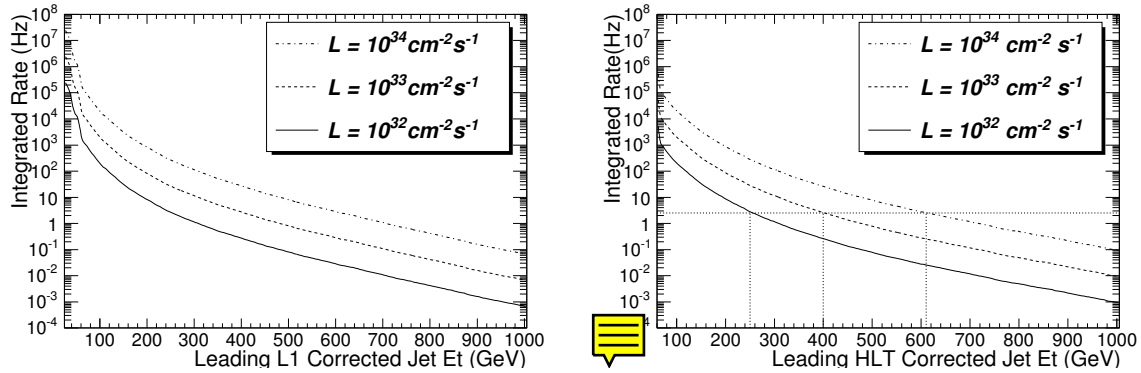 Integrated Rate (Hz)
10^8
10^7
10^6
10^5
10^4
10^3
10^2
10
1
10^-1
10^-2
10^-3
10^-4
L = 10^34 cm^-2 s^-1
L = 10^33 cm^-2 s^-1
L = 10^32 cm^-2 s^-1
100 200 300 400 500 600 700 800 900 1000
Leading L1 Corrected Jet Et (GeV)
Integrated Rate(Hz)
10^8
10^7
10^6
10^5
10^4
10^3
10^2
10
1
10^-1
10^-2
10^-3
10^-4
L = 10^34 cm^-2 s^-1
L = 10^33 cm^-2 s^-1
L = 10^32 cm^-2 s^-1
100 200 300 400 500 600 700 800 900 1000
Leading HLT Corrected Jet Et (GeV)